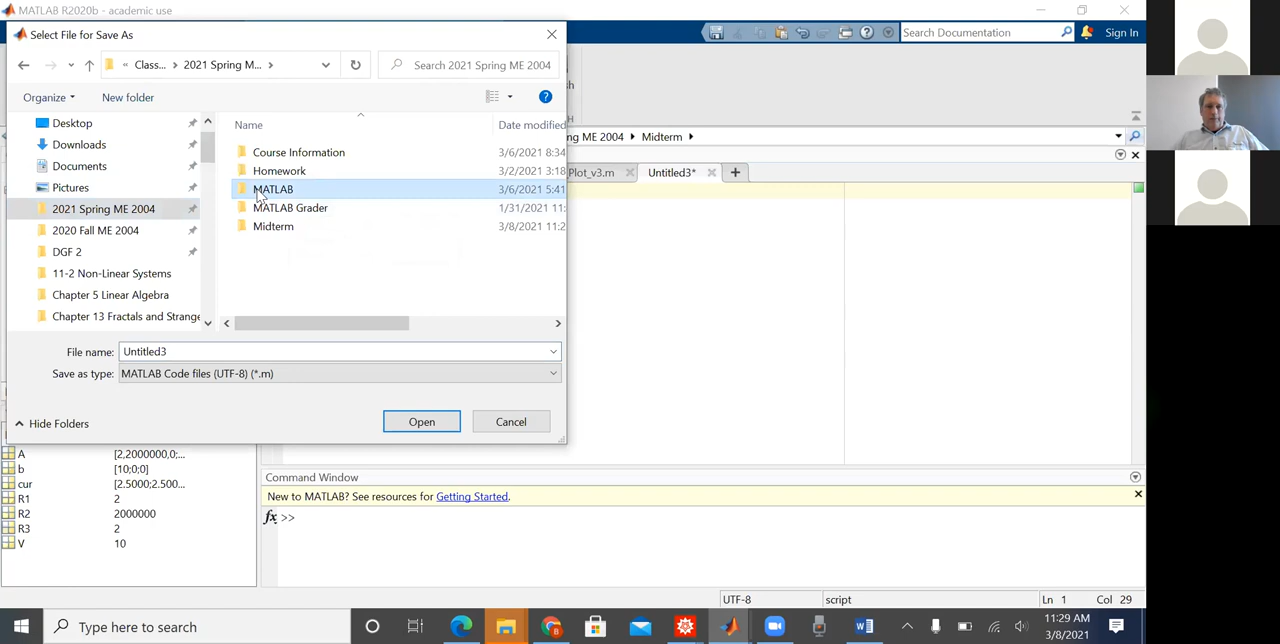 MATLAB R2020b - academic use
Select File for Save As
Search Documentation
Sign In
« Class... > 2021 Spring M... >
Search 2021 Spring ME 2004
Organize
New folder
Desktop
Downloads
Documents
Pictures
2021 Spring ME 2004
2020 Fall ME 2004
DGF 2
11-2 Non-Linear Systems
Chapter 5 Linear Algebra
Chapter 13 Fractals and Strange
Name
Date modified
Course Information
3/6/2021 8:34
Homework
3/2/2021 3:18
MATLAB
3/6/2021 5:41
MATLAB Grader
1/31/2021 11:
Midterm
3/8/2021 11:2
File name: Untitled3
Save as type: MATLAB Code files (UTF-8) (*.m)
Hide Folders
Open
Cancel
ng ME 2004 Midterm
Plot_v3.m
Untitled3*
A [2,2000000,0;...
b [10;0;0]
cur [2.5000;2.500...
R1 2
R2 2000000
R3 2
V 10
Command Window
New to MATLAB? See resources for Getting Started.
fx >>
UTF-8
script
Ln 1 Col 29
Type here to search
11:29 AM
3/8/2021